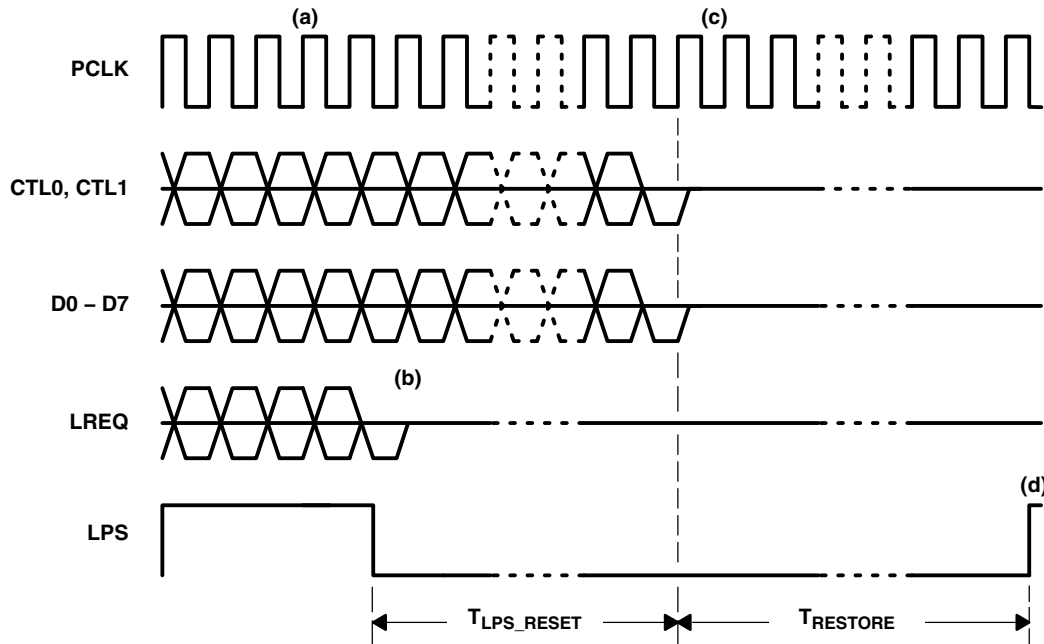 (a) (c)
PCLK
CTL0, CTL1
D0 – D7
(b)
LREQ
(d)
LPS
TLPS_RESET TRESTORE